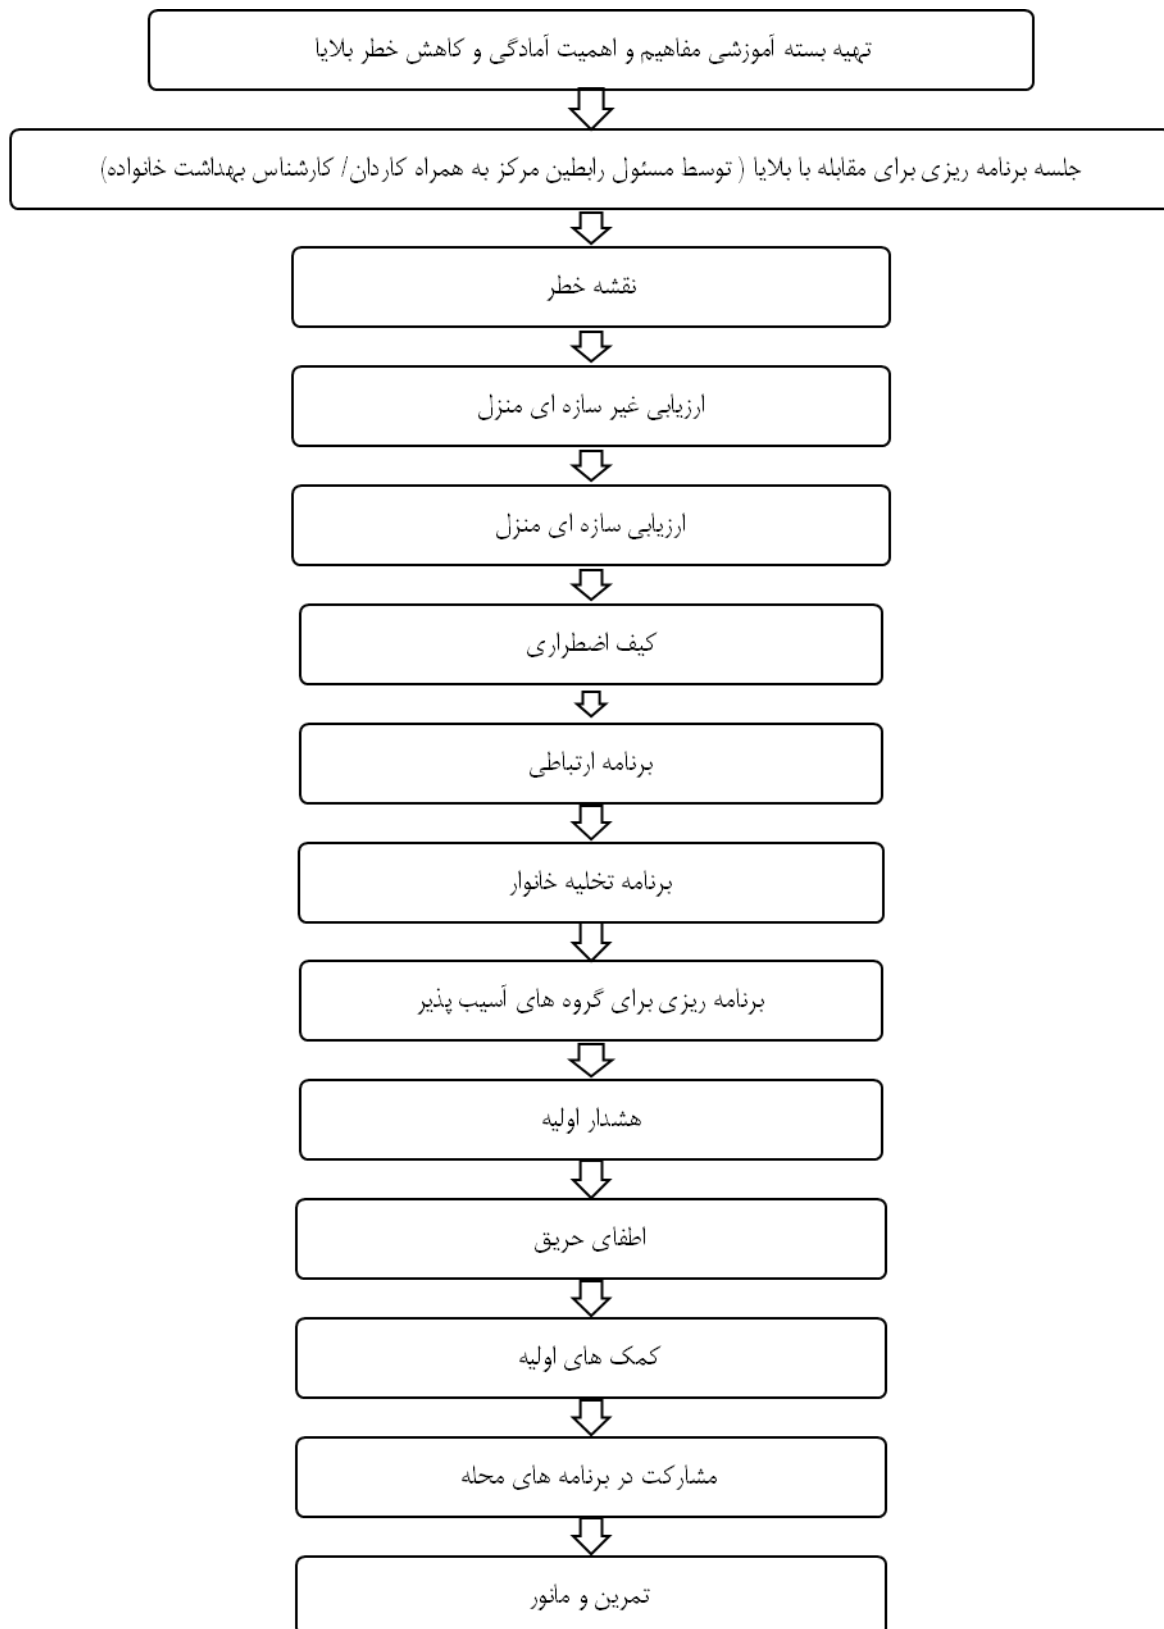 تهیه بسته آموزشی مفاهیم و اهمیت آمادگی و کاهش خطر بلایا
جلسه برنامه ریزی برای مقابله با بلایا ( توسط مسئول رابطین مرکز به همراه کاردان/ کارشناس بهداشت خانواده)
نقشه خطر
ارزیابی غیر سازه ای منزل
ارزیابی سازه ای منزل
کیف اضطراری
برنامه ارتباطی
برنامه تخلیه خانوار
برنامه ریزی برای گروه های آسیب پذیر
هشدار اولیه
اطفای حریق
کمک های اولیه
مشارکت در برنامه های محله
تمرین و مانور